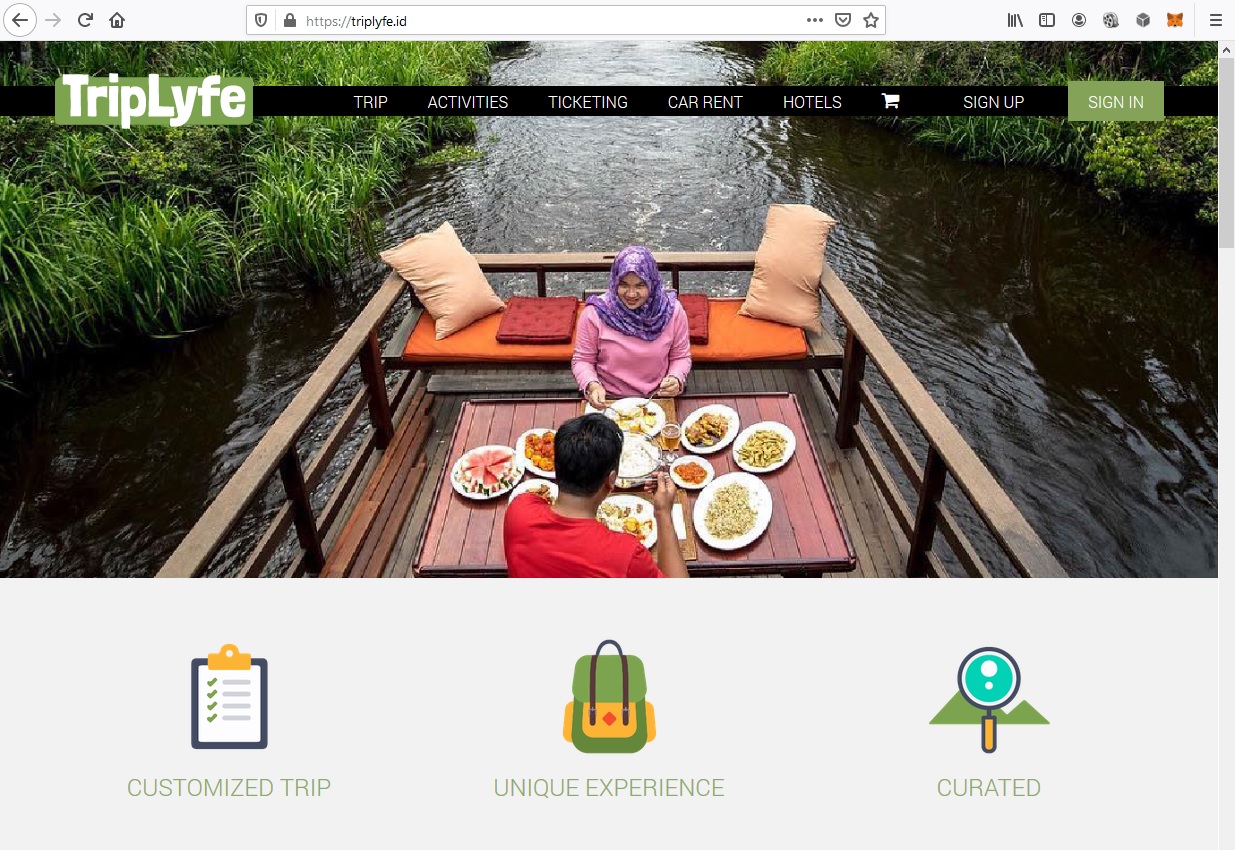 https://triplyfe.id
TripLyfe
TRIP ACTIVITIES TICKETING CAR RENT HOTELS SIGN UP SIGN IN
CUSTOMIZED TRIP UNIQUE EXPERIENCE CURATED